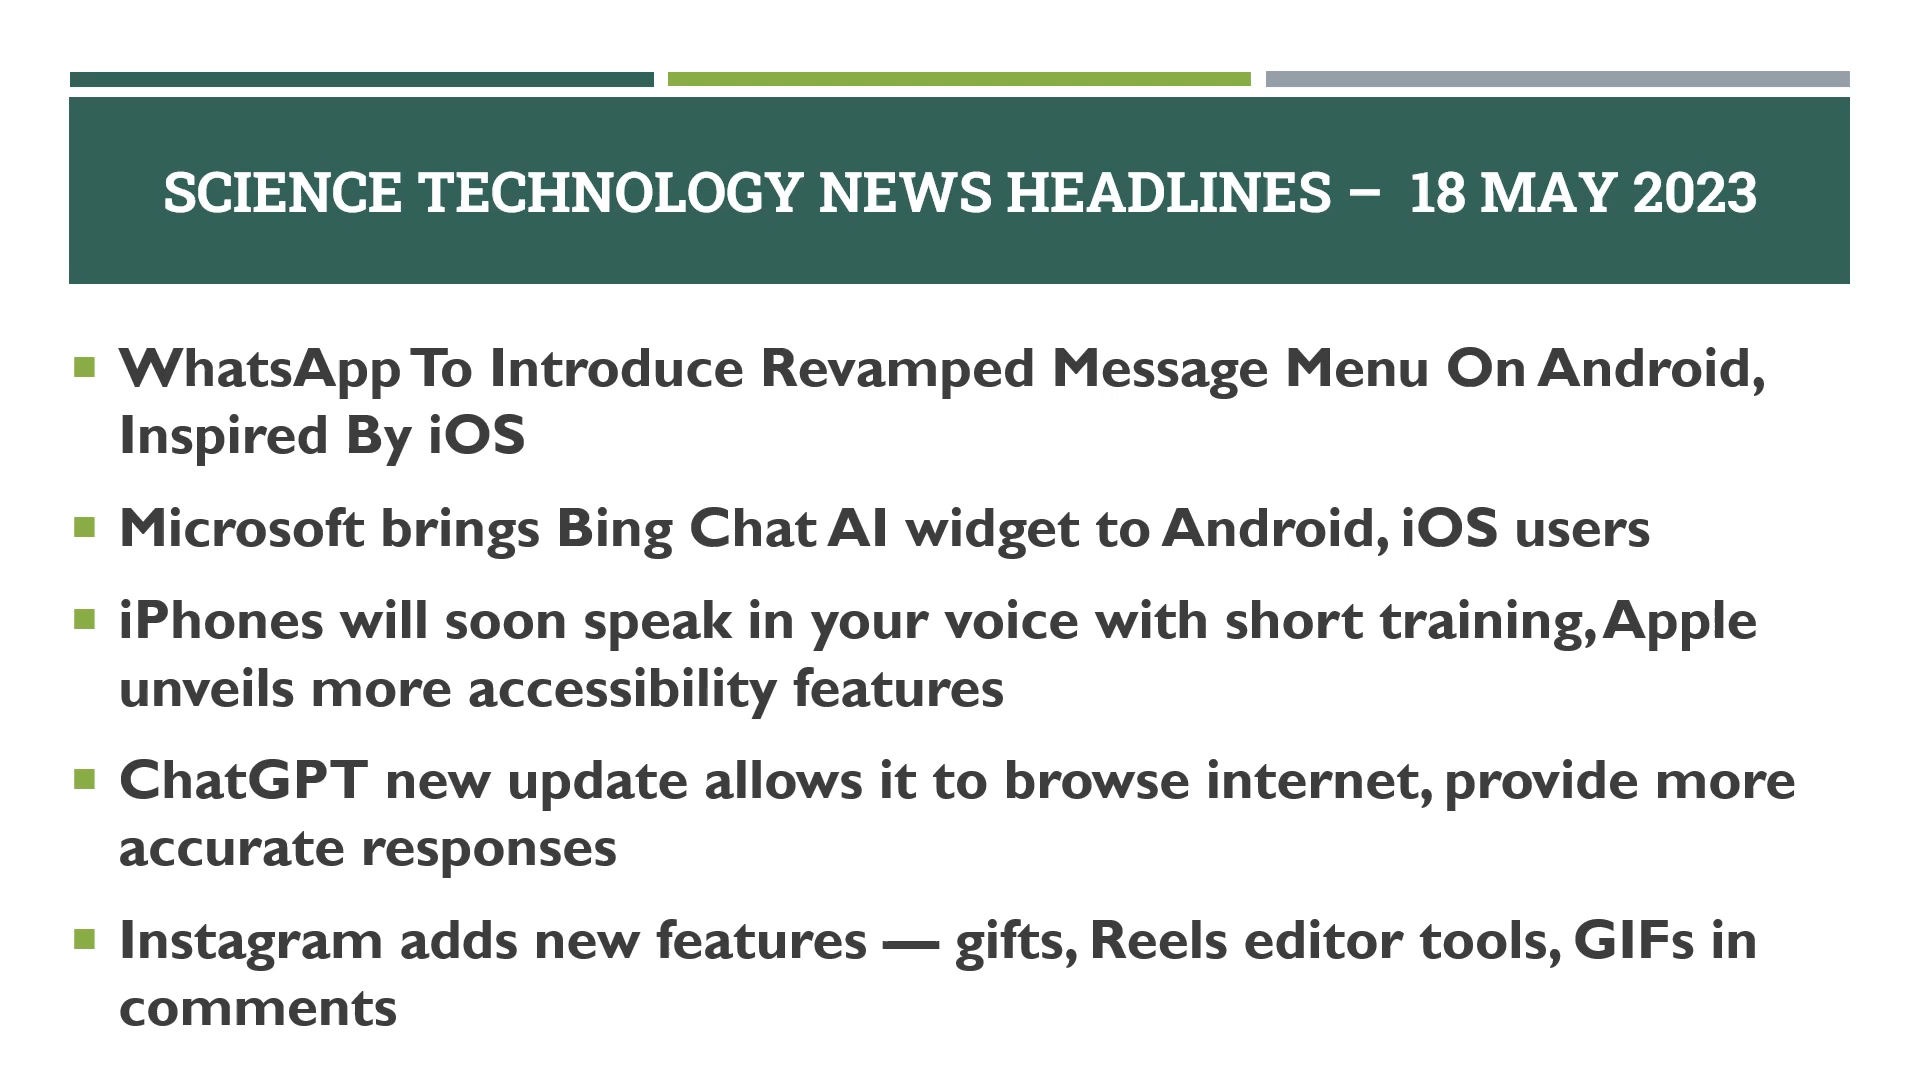 SCIENCE TECHNOLOGY NEWS HEADLINES – 18 MAY 2023
WhatsApp To Introduce Revamped Message Menu On Android,
Inspired By iOS
Microsoft brings Bing Chat AI widget to Android, iOS users
iPhones will soon speak in your voice with short training, Apple
unveils more accessibility features
ChatGPT new update allows it to browse internet, provide more
accurate responses
Instagram adds new features — gifts, Reels editor tools, GIFs in
comments